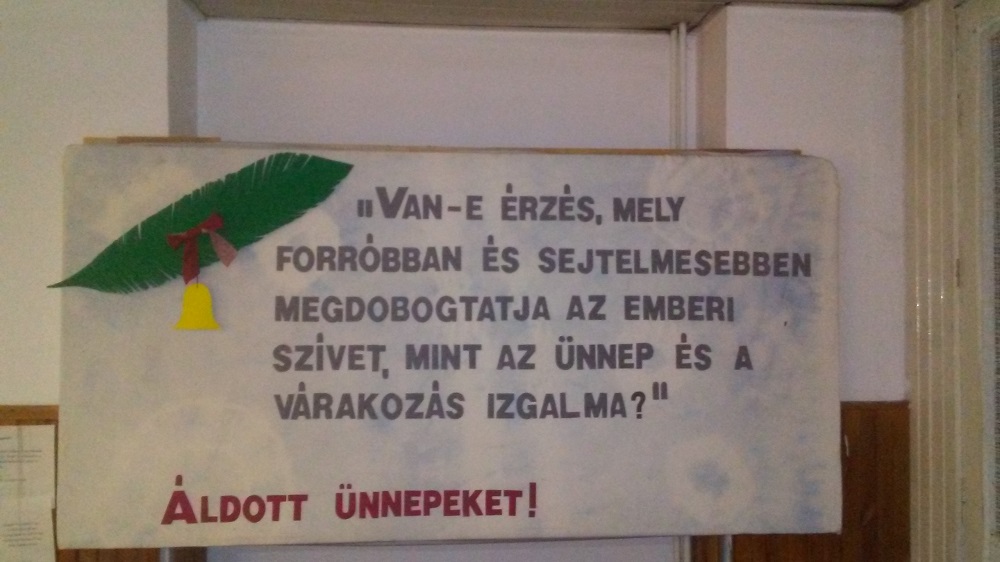 "VAN-E ÉRZÉS, MELY
FORRÓBBAN ÉS SEJTELMESEBBEN
MEGDOBOGTATJA AZ EMBERI
SZÍVET, MINT AZ ÜNNEP ÉS A
VÁRAKOZÁS IZGALMA?"
ÁLDOTT ÜNNEPEKET!